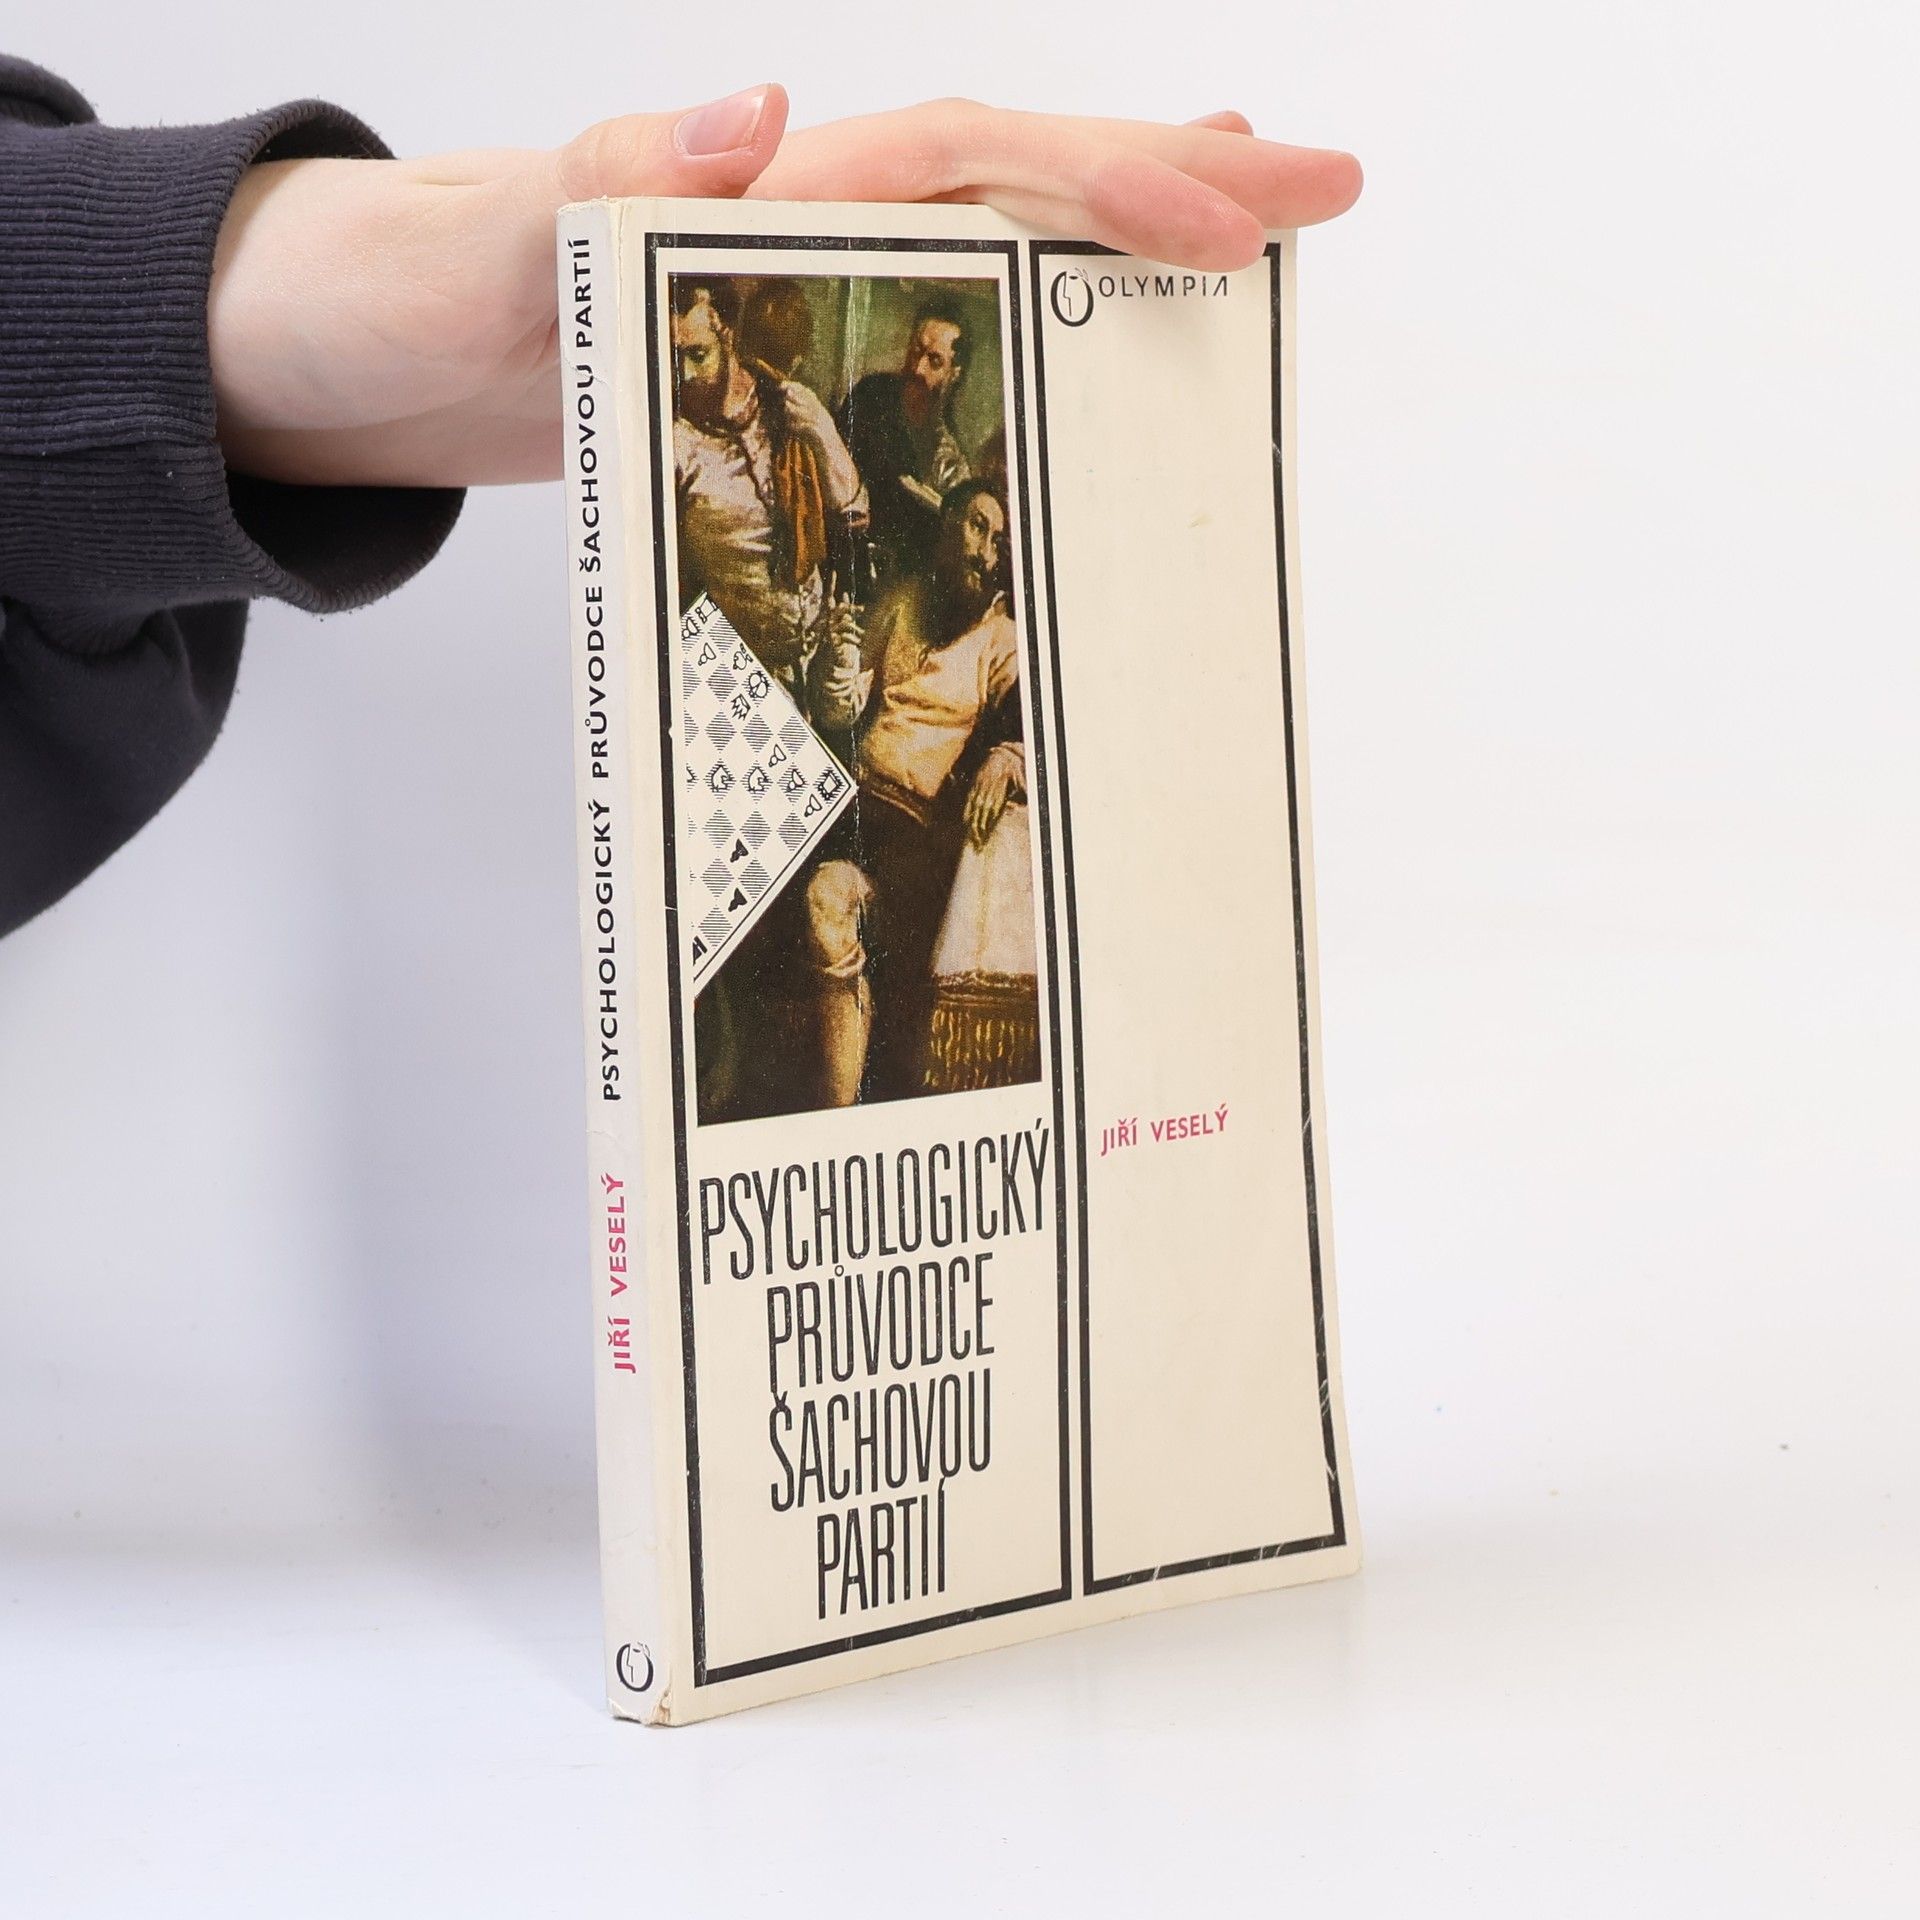 PSYCHOLOGICKÝ PRŮVODCE ŠACHOVOU PARTIÍ
JIŘÍ VESELÝ
OLYMPIA
JIŘÍ VESELÝ
PSYCHOLOGICKÝ
PRŮVODCE
ŠACHOVOU
PARTIÍ